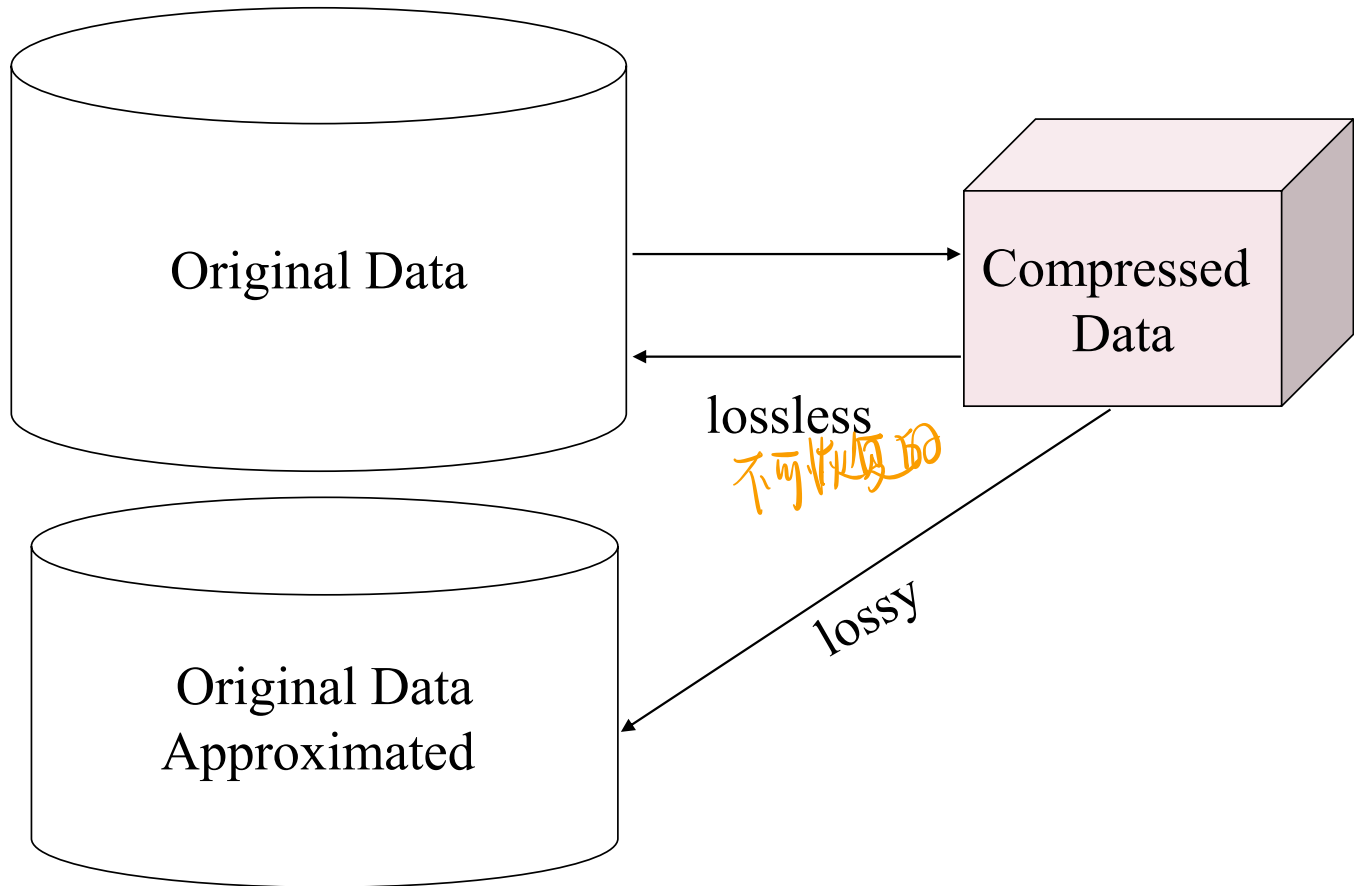 Original Data
Compressed
Data
lossless
不可恢复的
lossy
Original Data
Approximated